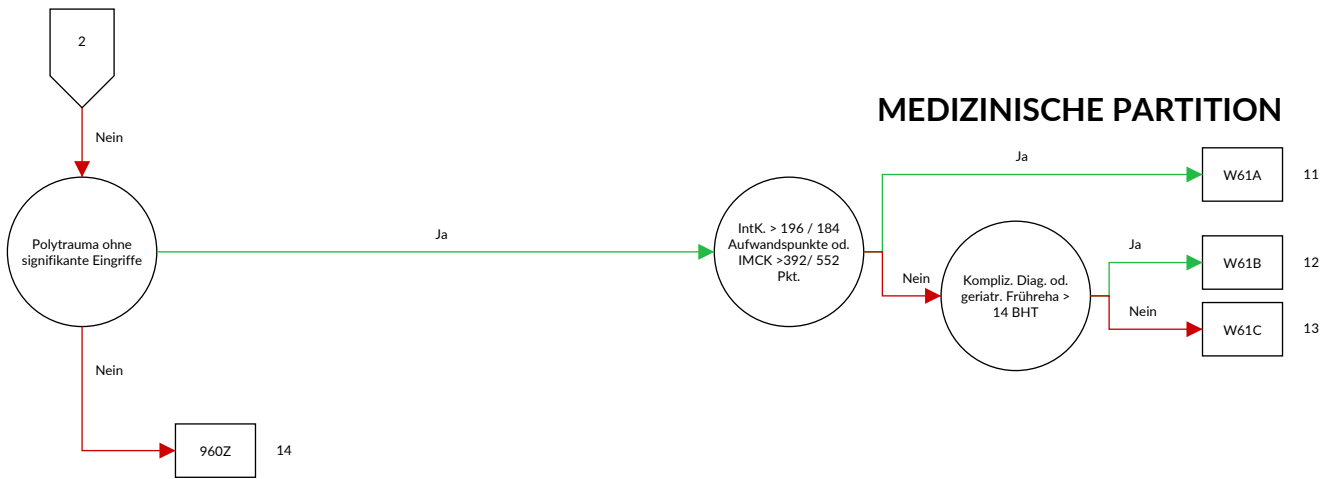 2
Nein
MEDIZINISCHE PARTITION
Ja
W61A
11
Polytrauma ohne
signifikante Eingriffe
Ja
IntK. > 196 / 184
Aufwandspunkte od.
IMCK >392/ 552
Pkt.
Nein
Kompliz. Diag. od.
geriatr. Frühreha >
14 BHT
Ja
W61B
12
Nein
W61C
13
Nein
960Z
14